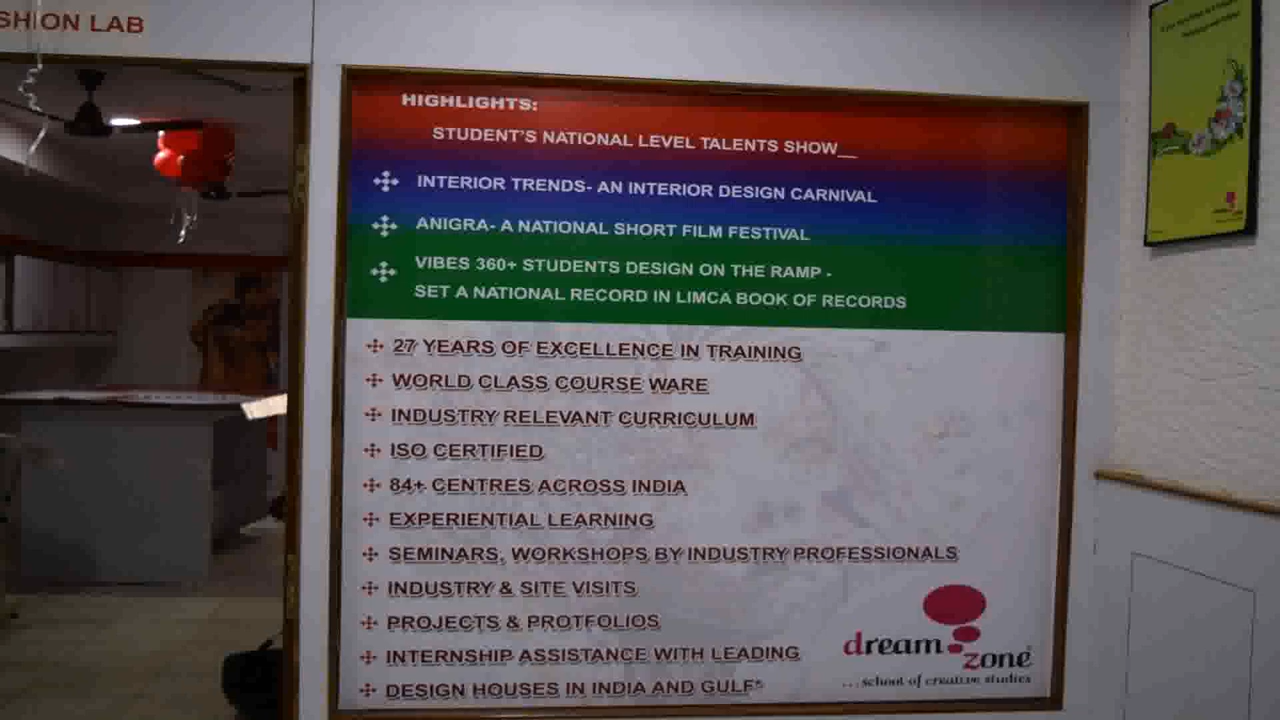 SHION LAB
HIGHLIGHTS:
STUDENT'S NATIONAL LEVEL TALENTS SHOW__
INTERIOR TRENDS- AN INTERIOR DESIGN CARNIVAL
ANIGRA- A NATIONAL SHORT FILM FESTIVAL
VIBES 360+ STUDENTS DESIGN ON THE RAMP -
SET A NATIONAL RECORD IN LIMCA BOOK OF RECORDS
27 YEARS OF EXCELLENCE IN TRAINING
WORLD CLASS COURSE WARE
INDUSTRY RELEVANT CURRICULUM
ISO CERTIFIED
84+ CENTRES ACROSS INDIA
EXPERIENTIAL LEARNING
SEMINARS, WORKSHOPS BY INDUSTRY PROFESSIONALS
INDUSTRY & SITE VISITS
PROJECTS & PROTFOLIOS
INTERNSHIP ASSISTANCE WITH LEADING
DESIGN HOUSES IN INDIA AND GULF*
dream zone
...school of creative studies